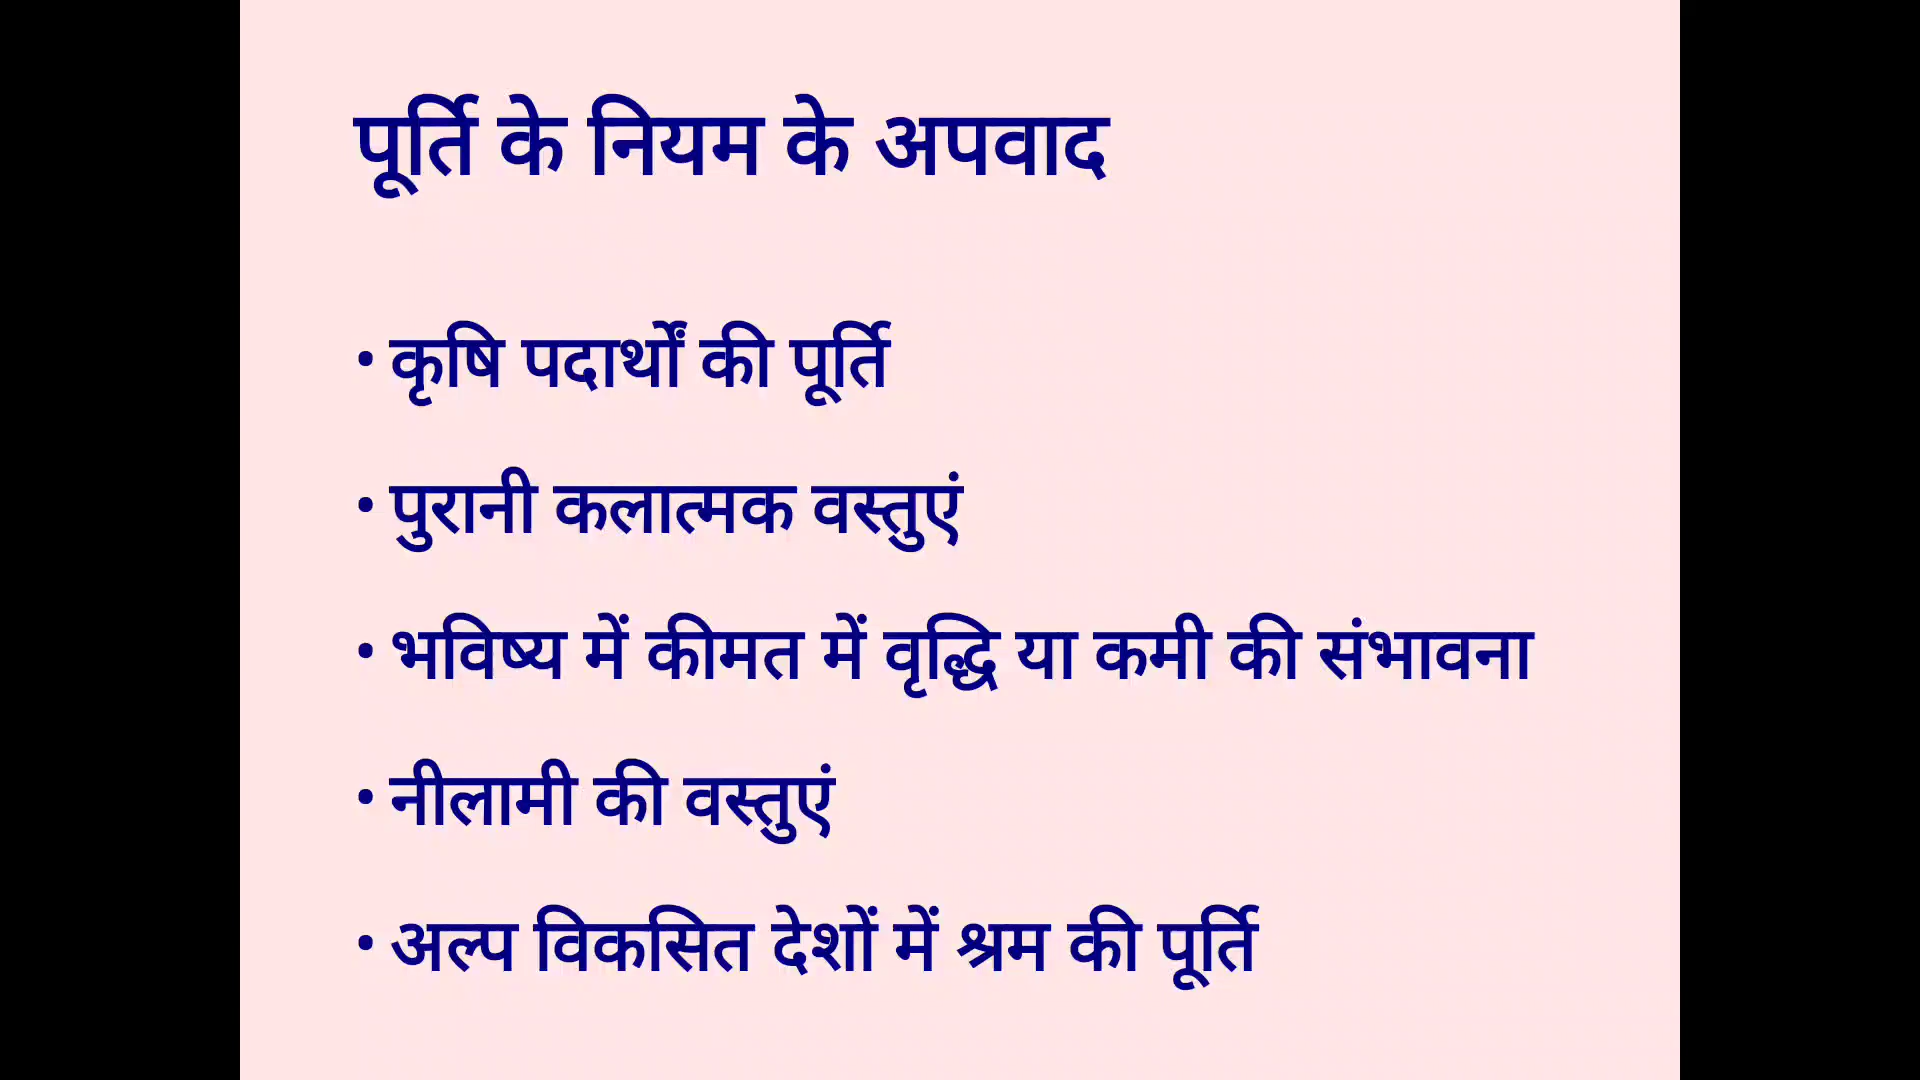 पूर्ति के नियम के अपवाद
• कृषि पदार्थों की पूर्ति
• पुरानी कलात्मक वस्तुएं
• भविष्य में कीमत में वृद्धि या कमी की संभावना
• नीलामी की वस्तुएं
• अल्प विकसित देशों में श्रम की पूर्ति